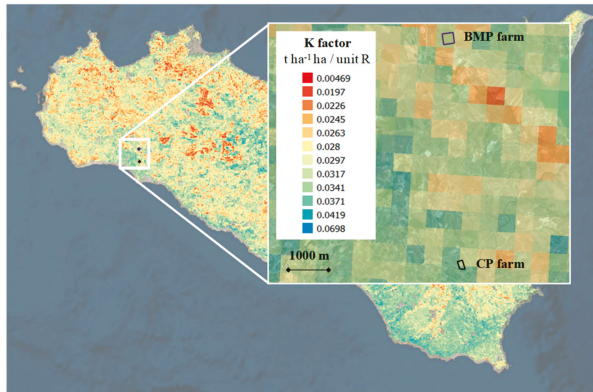 BMP farm
K factor
t ha⁻¹ ha / unit R
0.00469
0.0197
0.0226
0.0245
0.0263
0.028
0.0297
0.0317
0.0341
0.0371
0.0419
0.0698
1000 m
CP farm